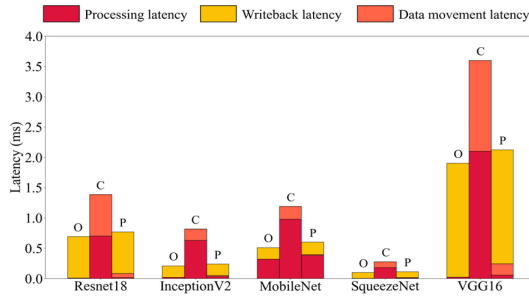 Processing latency Writeback latency Data movement latency
Latency (ms)
4.0
3.5
3.0
2.5
2.0
1.5
1.0
0.5
0.0
O C P
O C P
O C P
O C P
O C P
Resnet18 InceptionV2 MobileNet SqueezeNet VGG16